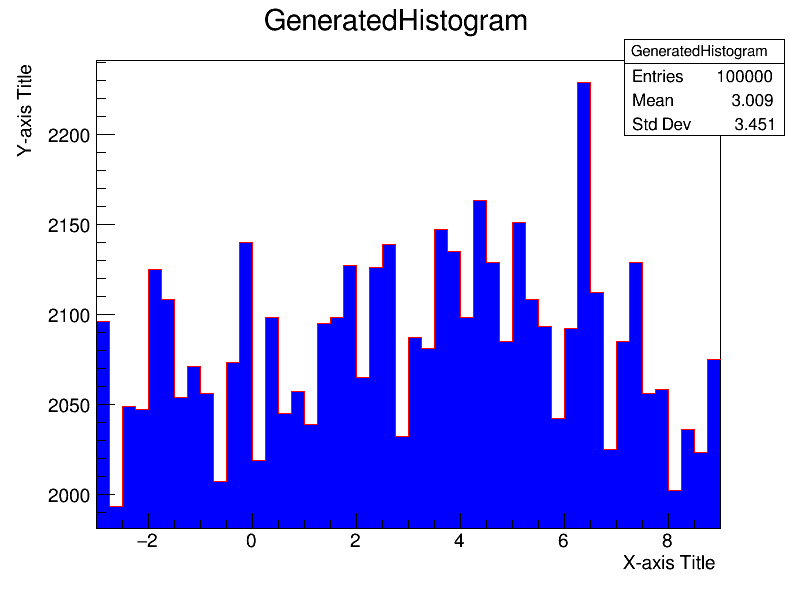 GeneratedHistogram
GeneratedHistogram
Entries 100000
Mean 3.009
Std Dev 3.451
Y-axis Title
2200
2150
2100
2050
2000
−2 0 2 4 6 8
X-axis Title